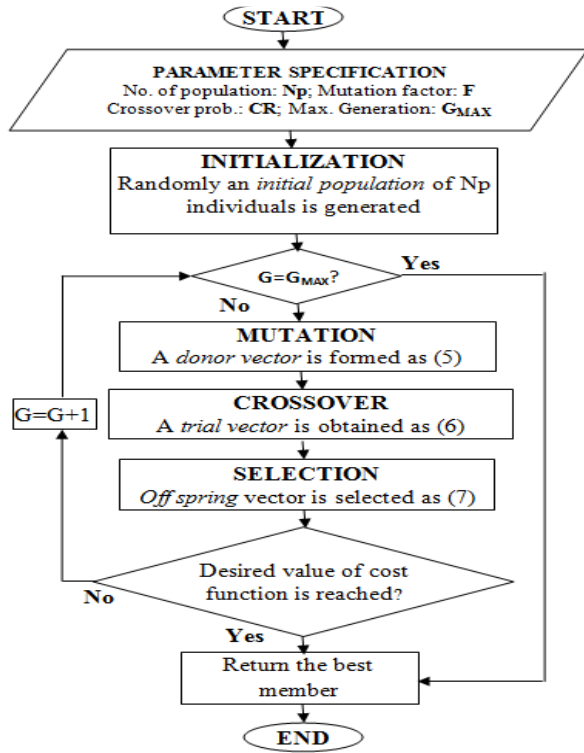 START
PARAMETER SPECIFICATION
No. of population: Np; Mutation factor: F
Crossover prob.: CR; Max. Generation: GMAX
INITIALIZATION
Randomly an initial population of Np
individuals is generated
G=GMAX?
Yes
No
MUTATION
A donor vector is formed as (5)
CROSSOVER
A trial vector is obtained as (6)
G=G+1
SELECTION
Off spring vector is selected as (7)
Desired value of cost
function is reached?
No
Yes
Return the best
member
END